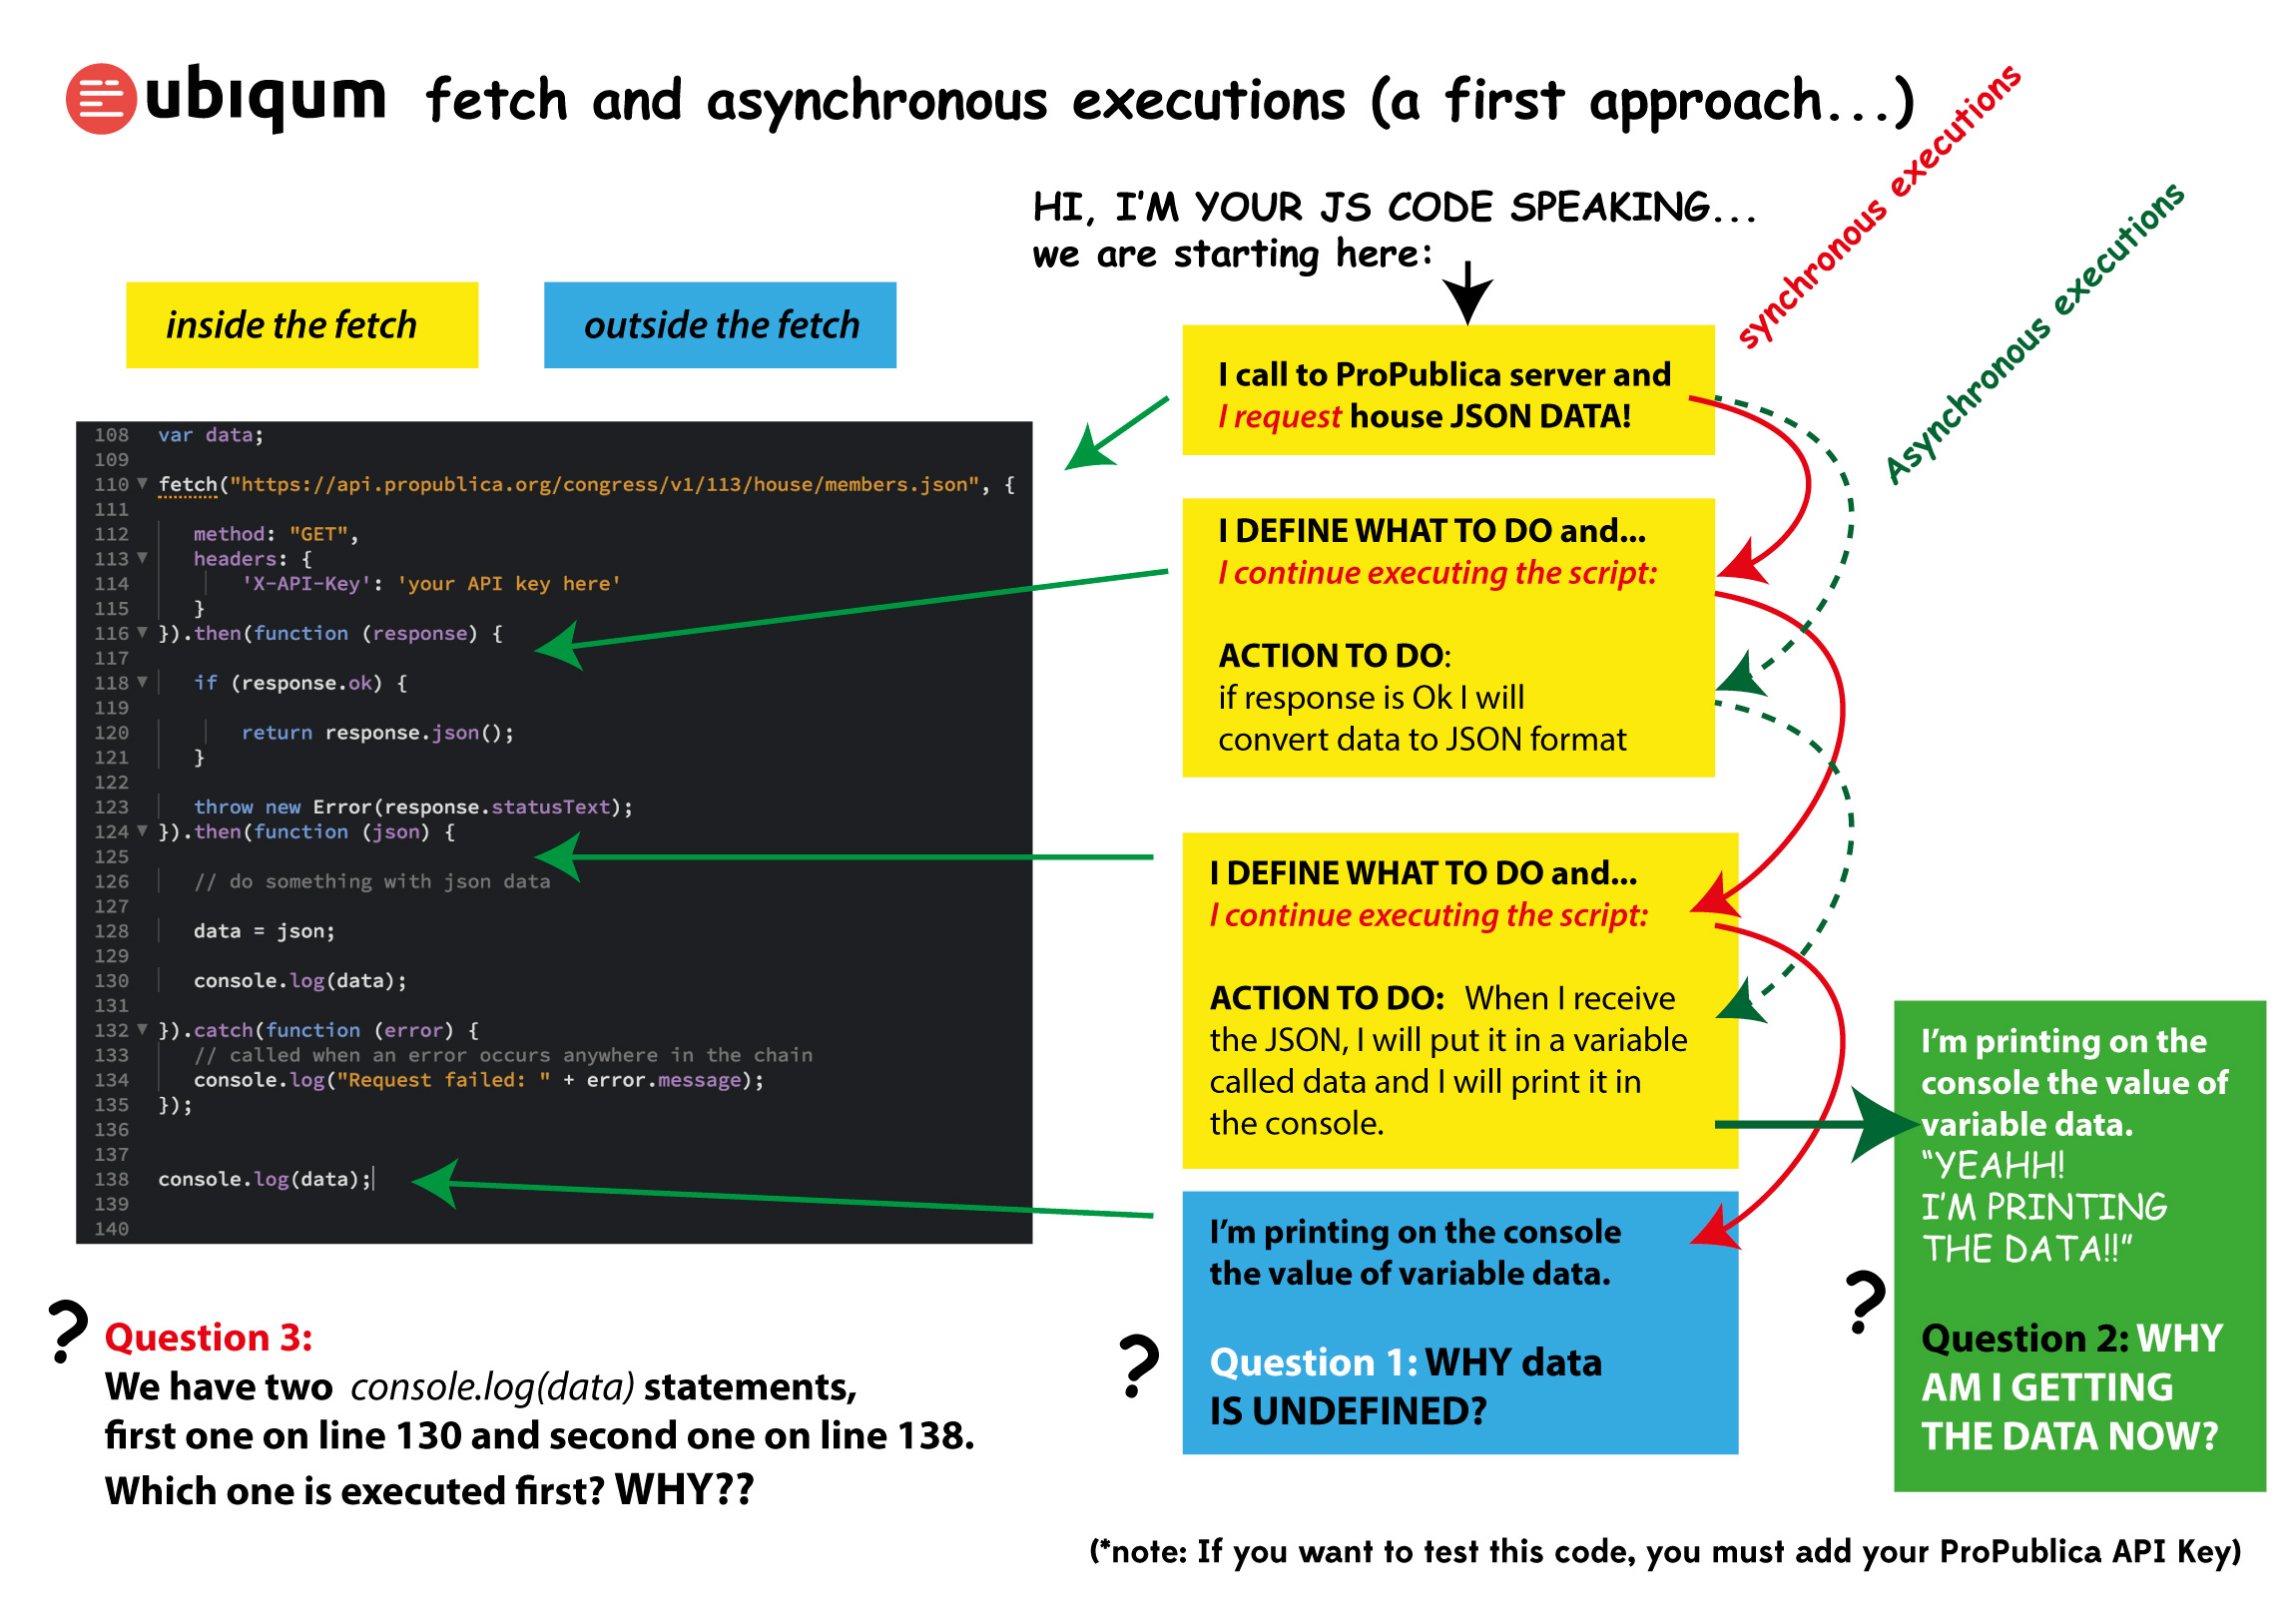 ubıqum fetch and asynchronous executions (a first approach...)
synchronous executions
Asynchronous executions
HI, I'M YOUR JS CODE SPEAKING...
we are starting here:
inside the fetch
outside the fetch
108 var data;
109
110 fetch("https://api.propublica.org/congress/v1/113/house/members.json", {
111
112 method: "GET",
113 headers: {
114 'X-API-Key': 'your API key here'
115 }
116 }).then(function (response) {
117
118 if (response.ok) {
119
120 return response.json();
121 }
122
123 throw new Error(response.statusText);
124 }).then(function (json) {
125
126 // do something with json data
127
128 data = json;
129
130 console.log(data);
131
132 }).catch(function (error) {
133 // called when an error occurs anywhere in the chain
134 console.log("Request failed: " + error.message);
135 });
136
137
138 console.log(data);
139
140
I call to ProPublica server and
I request house JSON DATA!
I DEFINE WHAT TO DO and...
I continue executing the script:
ACTION TO DO:
if response is Ok I will
convert data to JSON format
I DEFINE WHAT TO DO and...
I continue executing the script:
ACTION TO DO: When I receive
the JSON, I will put it in a variable
called data and I will print it in
the console.
I'm printing on the console
the value of variable data.
? Question 1: WHY data
IS UNDEFINED?
I'm printing on the
console the value of
variable data.
"YEAHH!
I'M PRINTING
THE DATA!!"
? Question 2: WHY
AM I GETTING
THE DATA NOW?
? Question 3:
We have two console.log(data) statements,
first one on line 130 and second one on line 138.
Which one is executed first? WHY??
(*note: If you want to test this code, you must add your ProPublica API Key)